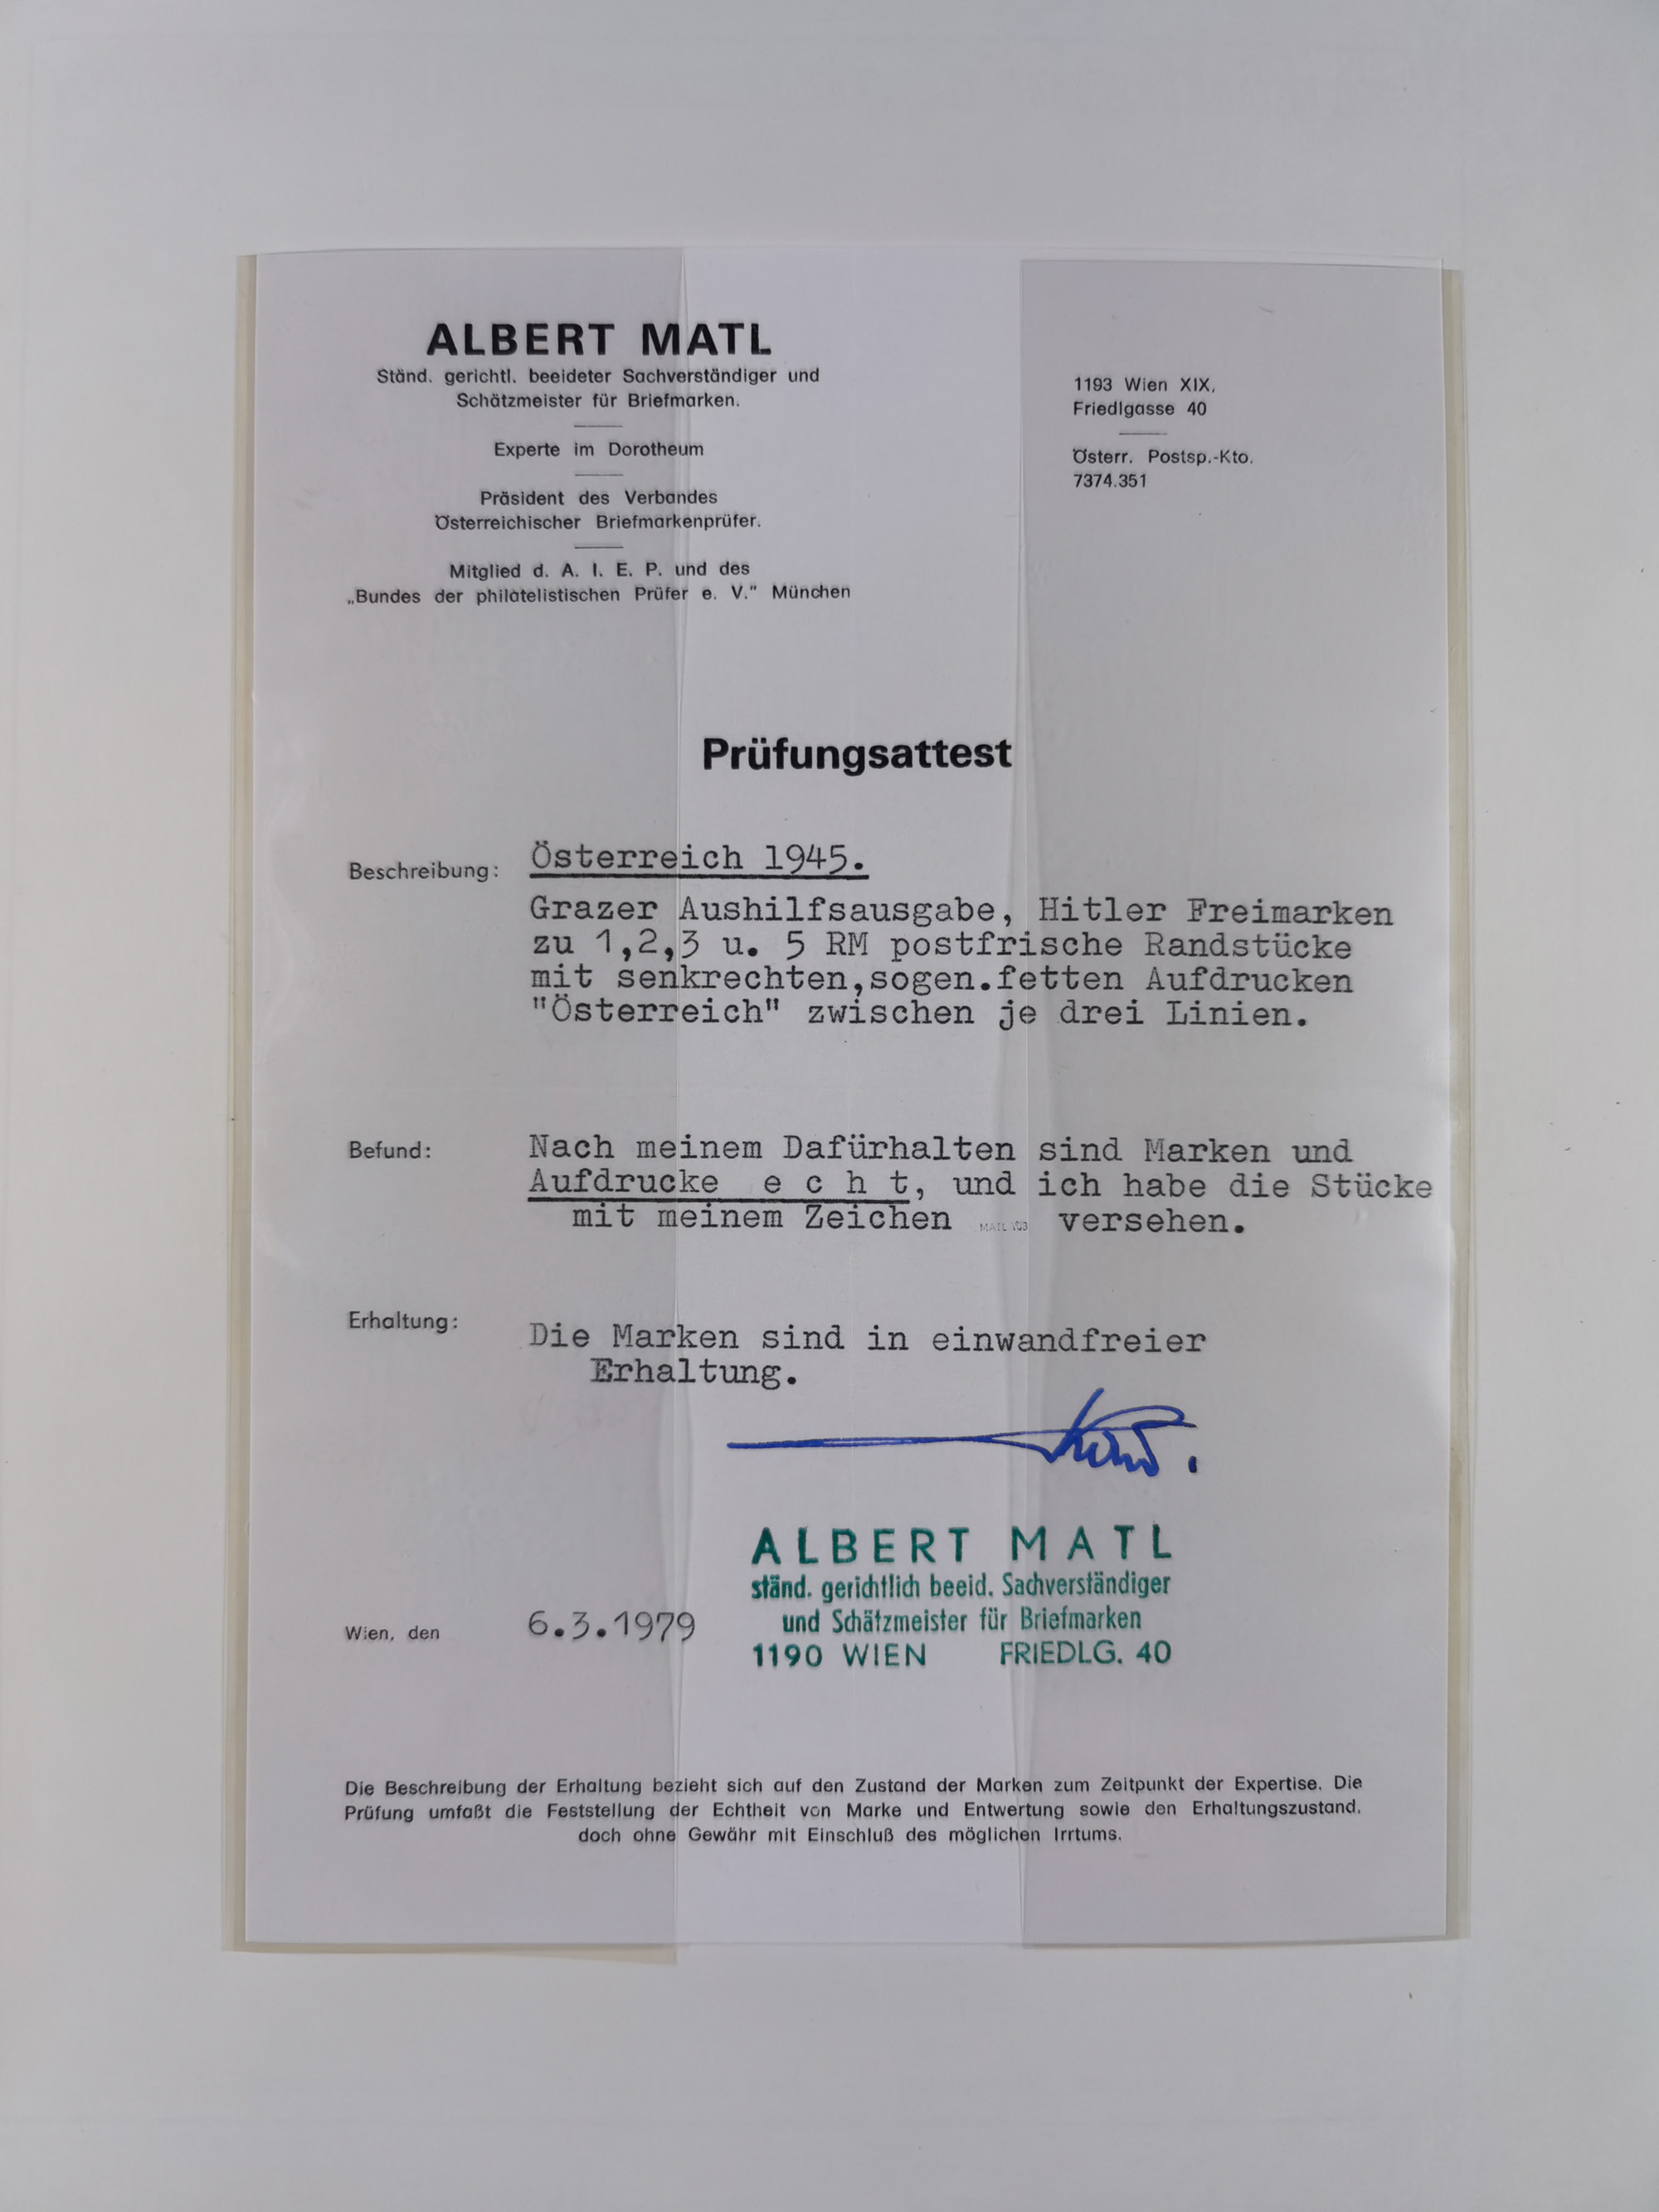 ALBERT MATL
Ständ. gerichtl. beeideter Sachverständiger und
Schätzmeister für Briefmarken.
Experte im Dorotheum
Präsident des Verbandes
Österreichischer Briefmarkenprüfer.
Mitglied d. A. I. E. P. und des
„Bundes der philatelistischen Prüfer e. V." München
1193 Wien XIX,
Friedlgasse 40
Österr. Postsp.-Kto.
7374.351
Prüfungsattest
Beschreibung: Österreich 1945.
Grazer Aushilfsausgabe, Hitler Freimarken
zu 1,2,3 u. 5 RM postfrische Randstücke
mit senkrechten,sogen.fetten Aufdrucken
"Österreich" zwischen je drei Linien.
Befund: Nach meinem Dafürhalten sind Marken und
Aufdrucke e c h t, und ich habe die Stücke
mit meinem Zeichen MATL versehen.
Erhaltung: Die Marken sind in einwandfreier
Erhaltung.
ALBERT MATL
ständ. gerichtlich beeid. Sachverständiger
und Schätzmeister für Briefmarken
1190 WIEN FRIEDLG. 40
Wien, den 6.3.1979
Die Beschreibung der Erhaltung bezieht sich auf den Zustand der Marken zum Zeitpunkt der Expertise. Die
Prüfung umfaßt die Feststellung der Echtheit von Marke und Entwertung sowie den Erhaltungszustand,
doch ohne Gewähr mit Einschluß des möglichen Irrtums.